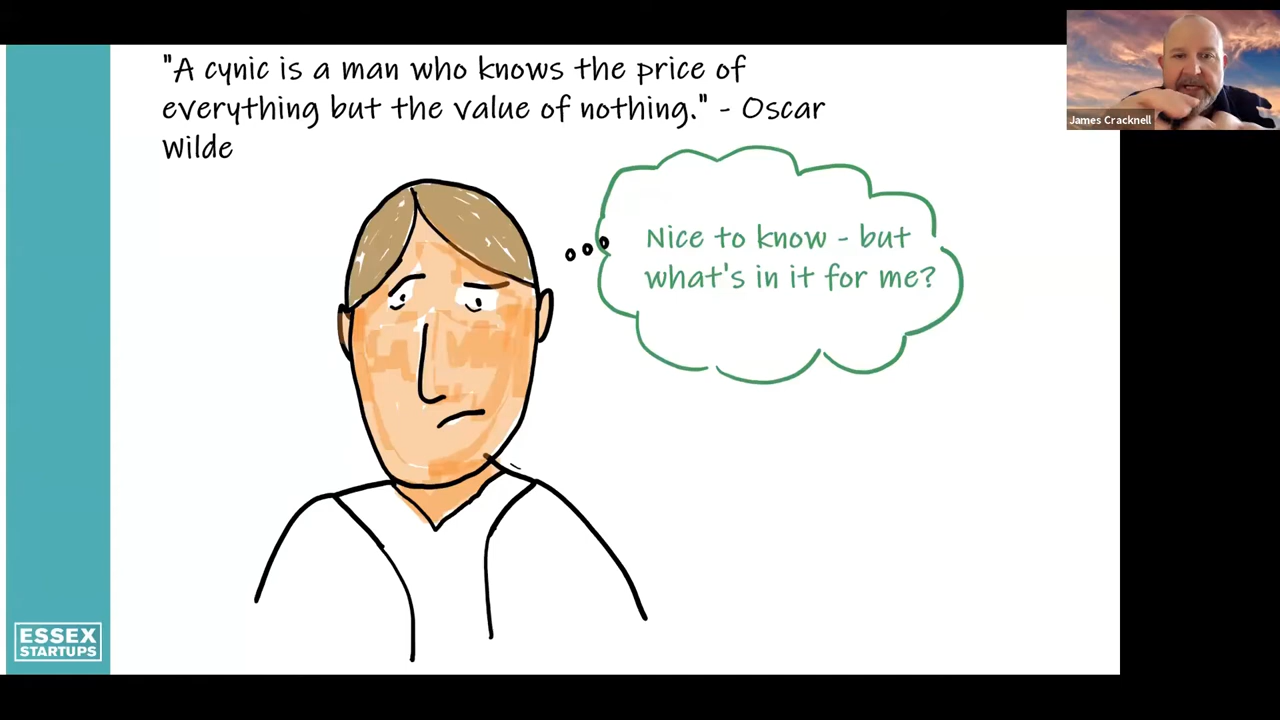 "A cynic is a man who knows the price of
everything but the value of nothing." - Oscar
Wilde
James Cracknell
Nice to know - but
what's in it for me?
ESSEX
STARTUPS